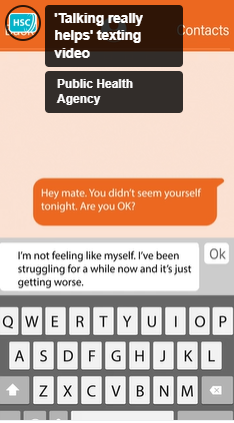 HSC
'Talking really
helps' texting
video
Contacts
Public Health
Agency
Hey mate. You didn't seem yourself
tonight. Are you OK?
I'm not feeling like myself. I've been
struggling for a while now and it's just
getting worse.
Ok
Q W E R T Y U I O P
A S D F G H J K L
Z X C V B N M